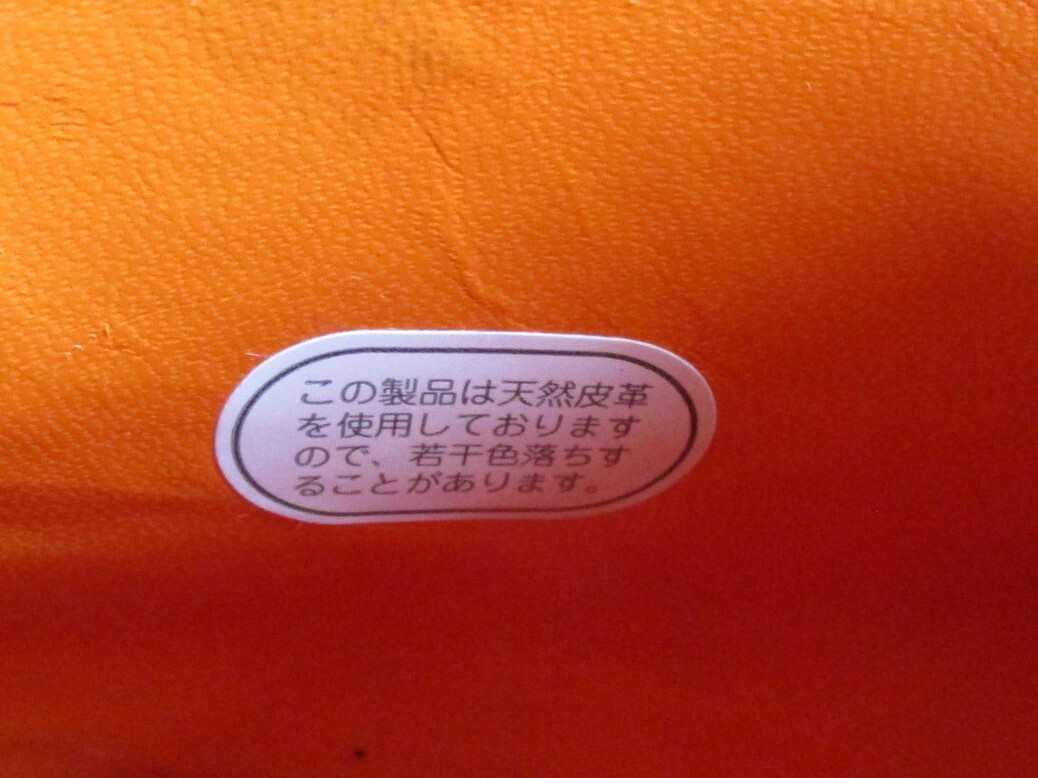 この製品は天然皮革
を使用しております
ので、若干色落ちす
ることがあります。